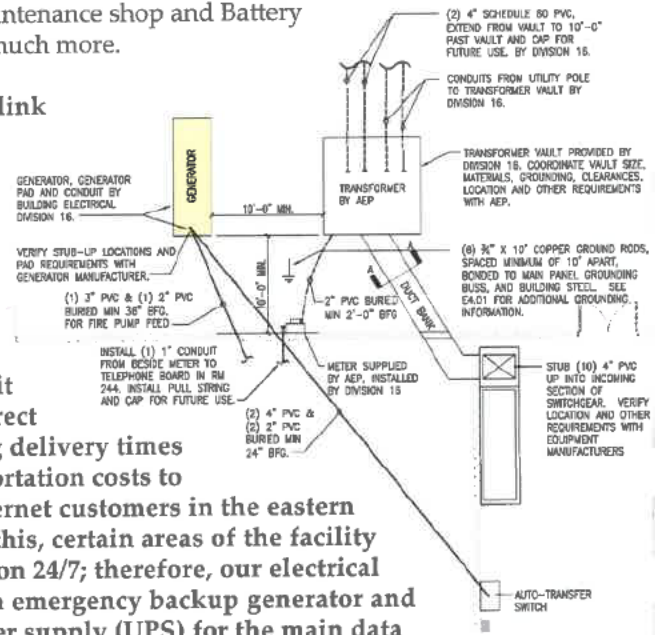 ntenance shop and Battery
nuch more.
link
it
rect
g delivery times
ortation costs to
ernet customers in the eastern
this, certain areas of the facility
on 24/7; therefore, our electrical
n emergency backup generator and
er supply (UPS) for the main data
(2) 4" SCHEDULE 80 PVC,
EXTEND FROM VAULT TO 10'-0"
PAST VAULT AND CAP FOR
FUTURE USE. BY DIVISION 16.
CONDUITS FROM UTILITY POLE
TO TRANSFORMER VAULT BY
DIVISION 16.
GENERATOR
GENERATOR, GENERATOR
PAD AND CONDUIT BY
BUILDING ELECTRICAL
DIVISION 16.
10'-0" MIN.
TRANSFORMER
BY AEP
TRANSFORMER VAULT PROVIDED BY
DIVISION 16. COORDINATE VAULT SIZE,
MATERIALS, GROUNDING, CLEARANCES,
LOCATION AND OTHER REQUIREMENTS
WITH AEP.
VERIFY STUB-UP LOCATIONS AND
PAD REQUIREMENTS WITH
GENERATOR MANUFACTURER.
10'-0" MIN.
A
A
DUCT BANK
(6) ¾" X 10' COPPER GROUND RODS,
SPACED MINIMUM OF 10' APART,
BONDED TO MAIN PANEL GROUNDING
BUSS, AND BUILDING STEEL. SEE
E4.01 FOR ADDITIONAL GROUNDING
INFORMATION.
(1) 3" PVC & (1) 2" PVC
BURIED MIN 36" BFG.
FOR FIRE PUMP FEED
2" PVC BURIED
MIN 2'-0" BFG
INSTALL (1) 1" CONDUIT
FROM BESIDE METER TO
TELEPHONE BOARD IN RM
244. INSTALL PULL STRING
AND CAP FOR FUTURE USE.
METER SUPPLIED
BY AEP, INSTALLED
BY DIVISION 16
STUB (10) 4" PVC
UP INTO INCOMING
SECTION OF
SWITCHGEAR. VERIFY
LOCATION AND OTHER
REQUIREMENTS WITH
EQUIPMENT
MANUFACTURERS
(2) 4" PVC &
(2) 2" PVC
BURIED MIN
24" BFG.
AUTO-TRANSFER
SWITCH